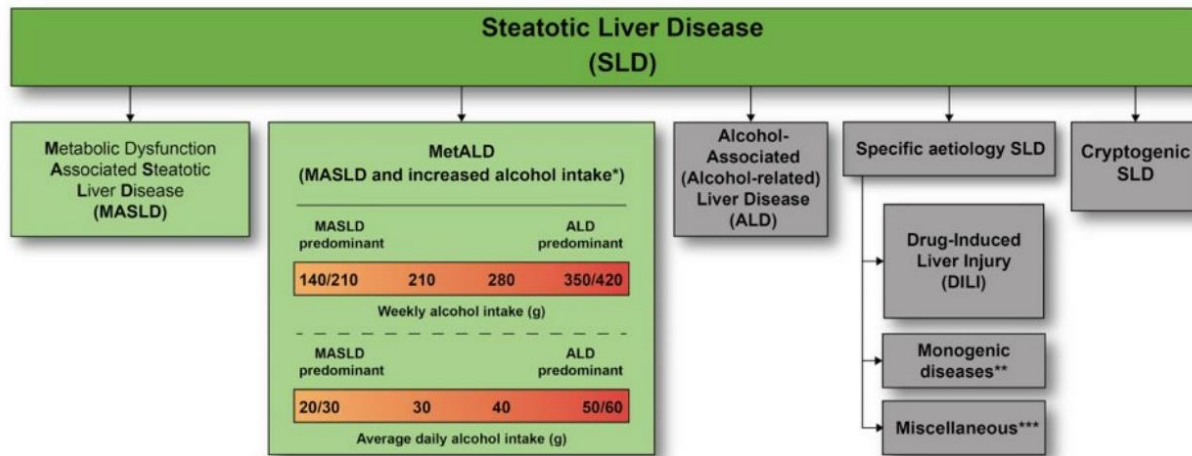 Steatotic Liver Disease
(SLD)
Metabolic Dysfunction
Associated Steatotic
Liver Disease
(MASLD)
MetALD
(MASLD and increased alcohol intake*)
MASLD predominant
ALD predominant
140/210 210 280 350/420
Weekly alcohol intake (g)
MASLD predominant
ALD predominant
20/30 30 40 50/60
Average daily alcohol intake (g)
Alcohol-
Associated
(Alcohol-related)
Liver Disease
(ALD)
Specific aetiology SLD
Drug-Induced
Liver Injury
(DILI)
Monogenic
diseases**
Miscellaneous***
Cryptogenic
SLD